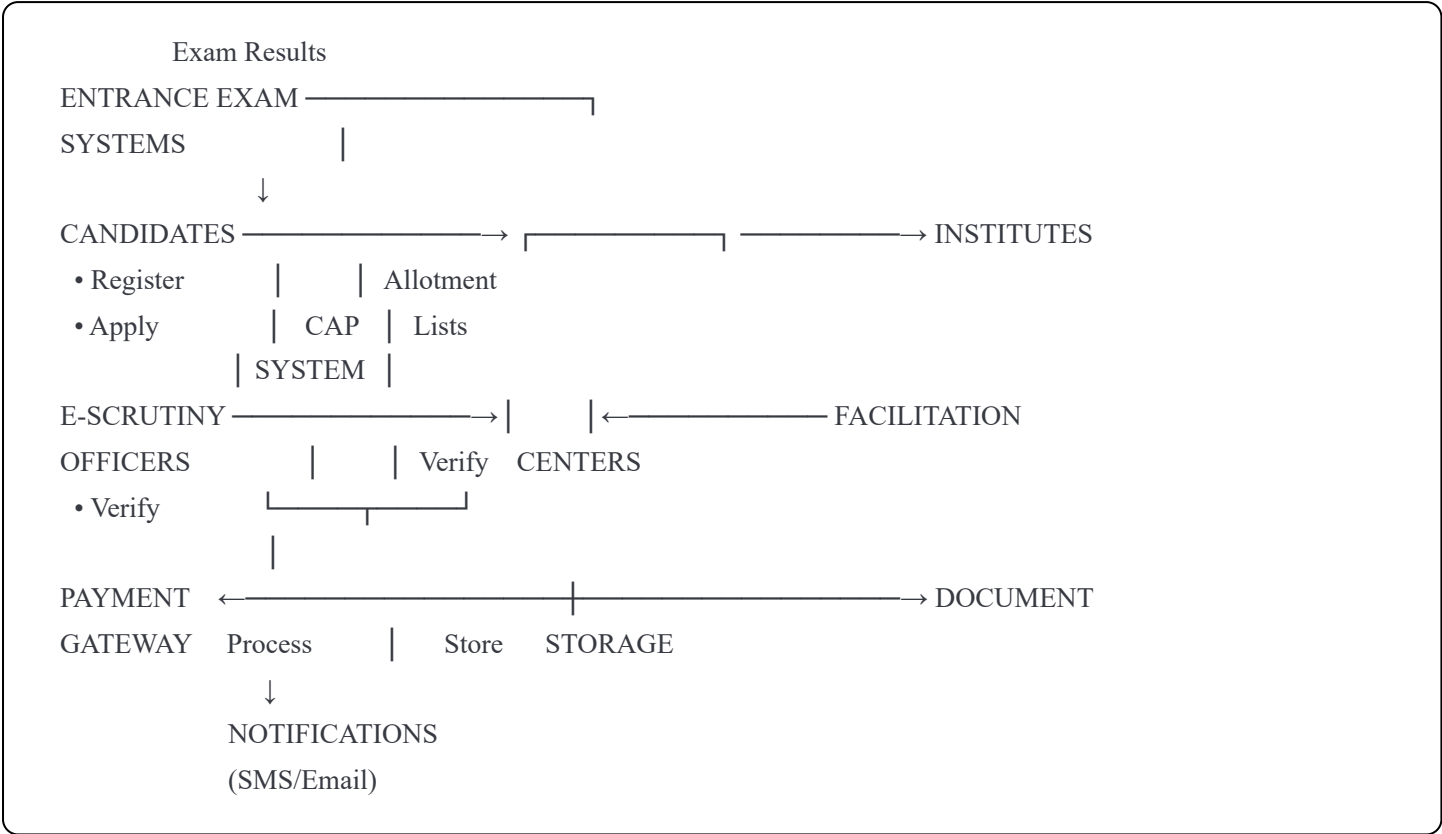 Exam Results
ENTRANCE EXAM ──────────────┐
SYSTEMS │
↓
CANDIDATES ────────────→ ┌──────────┐ ────────→ INSTITUTES
• Register │ │ Allotment
• Apply │ CAP │ Lists
│ SYSTEM │
E-SCRUTINY ────────────→│ │←────────── FACILITATION
OFFICERS │ │ Verify CENTERS
• Verify └────┬────┘
│
PAYMENT ←────────────────┼────────────────→ DOCUMENT
GATEWAY Process │ Store STORAGE
↓
NOTIFICATIONS
(SMS/Email)